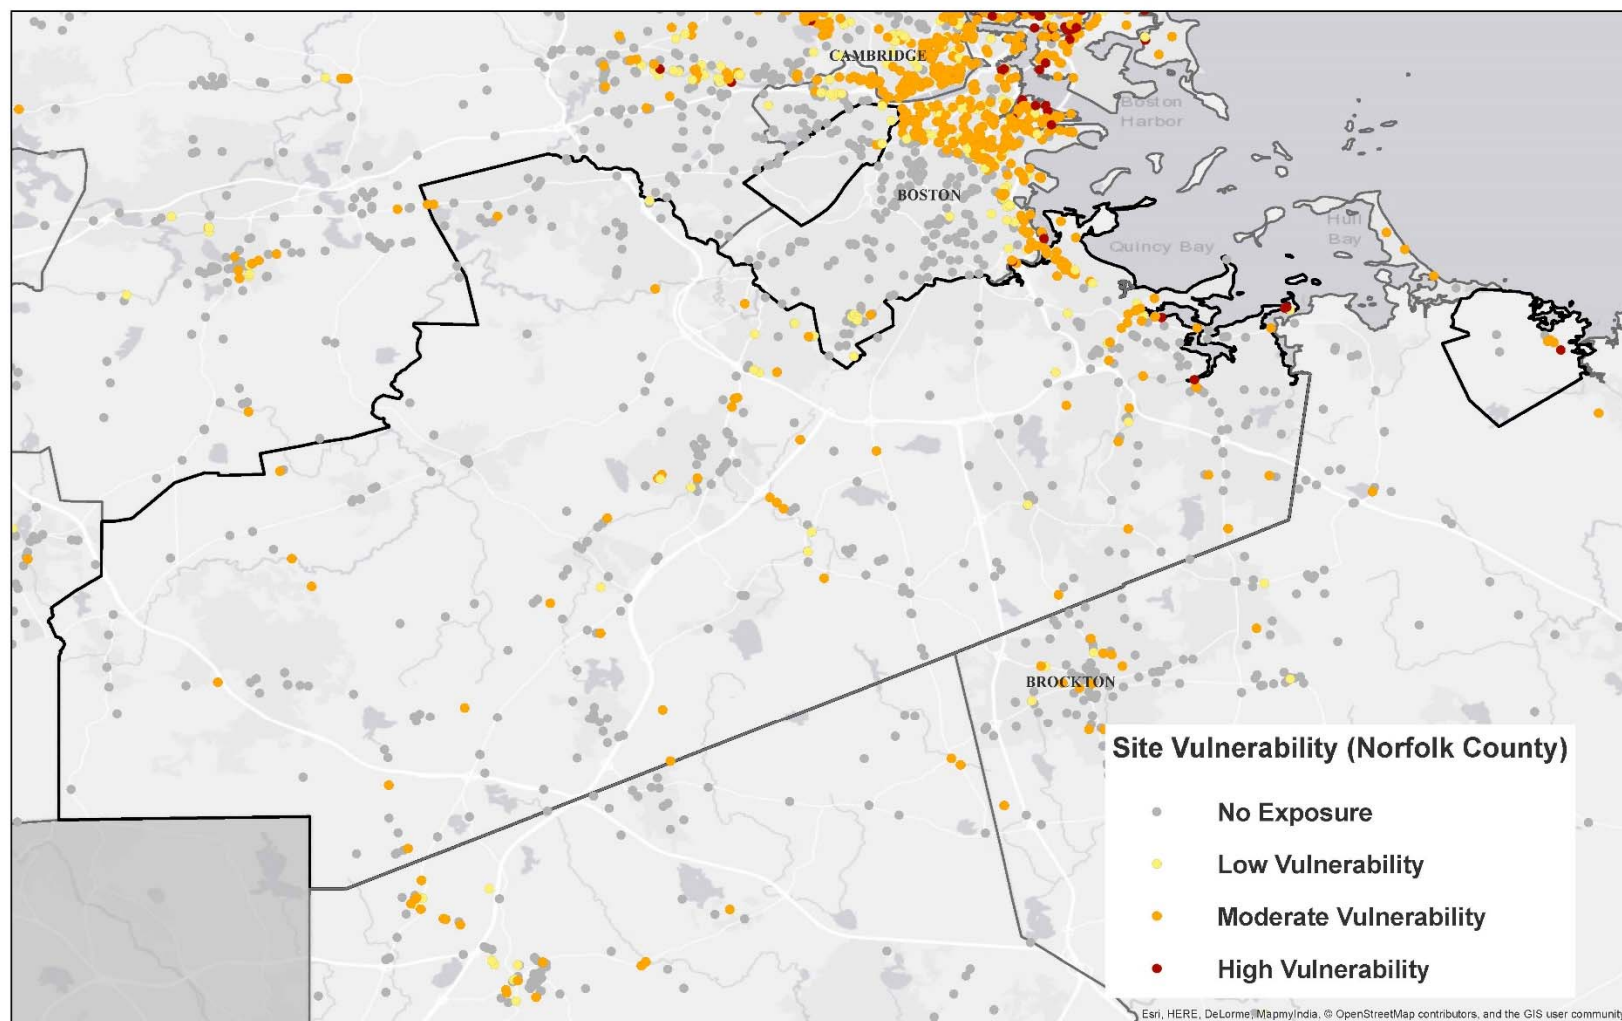 CAMBRIDGE
Boston
Harbor
BOSTON
Quincy Bay
Hull
Bay
BROCKTON
Site Vulnerability (Norfolk County)
No Exposure
Low Vulnerability
Moderate Vulnerability
High Vulnerability
Esri, HERE, DeLorme, MapmyIndia, © OpenStreetMap contributors, and the GIS user communit